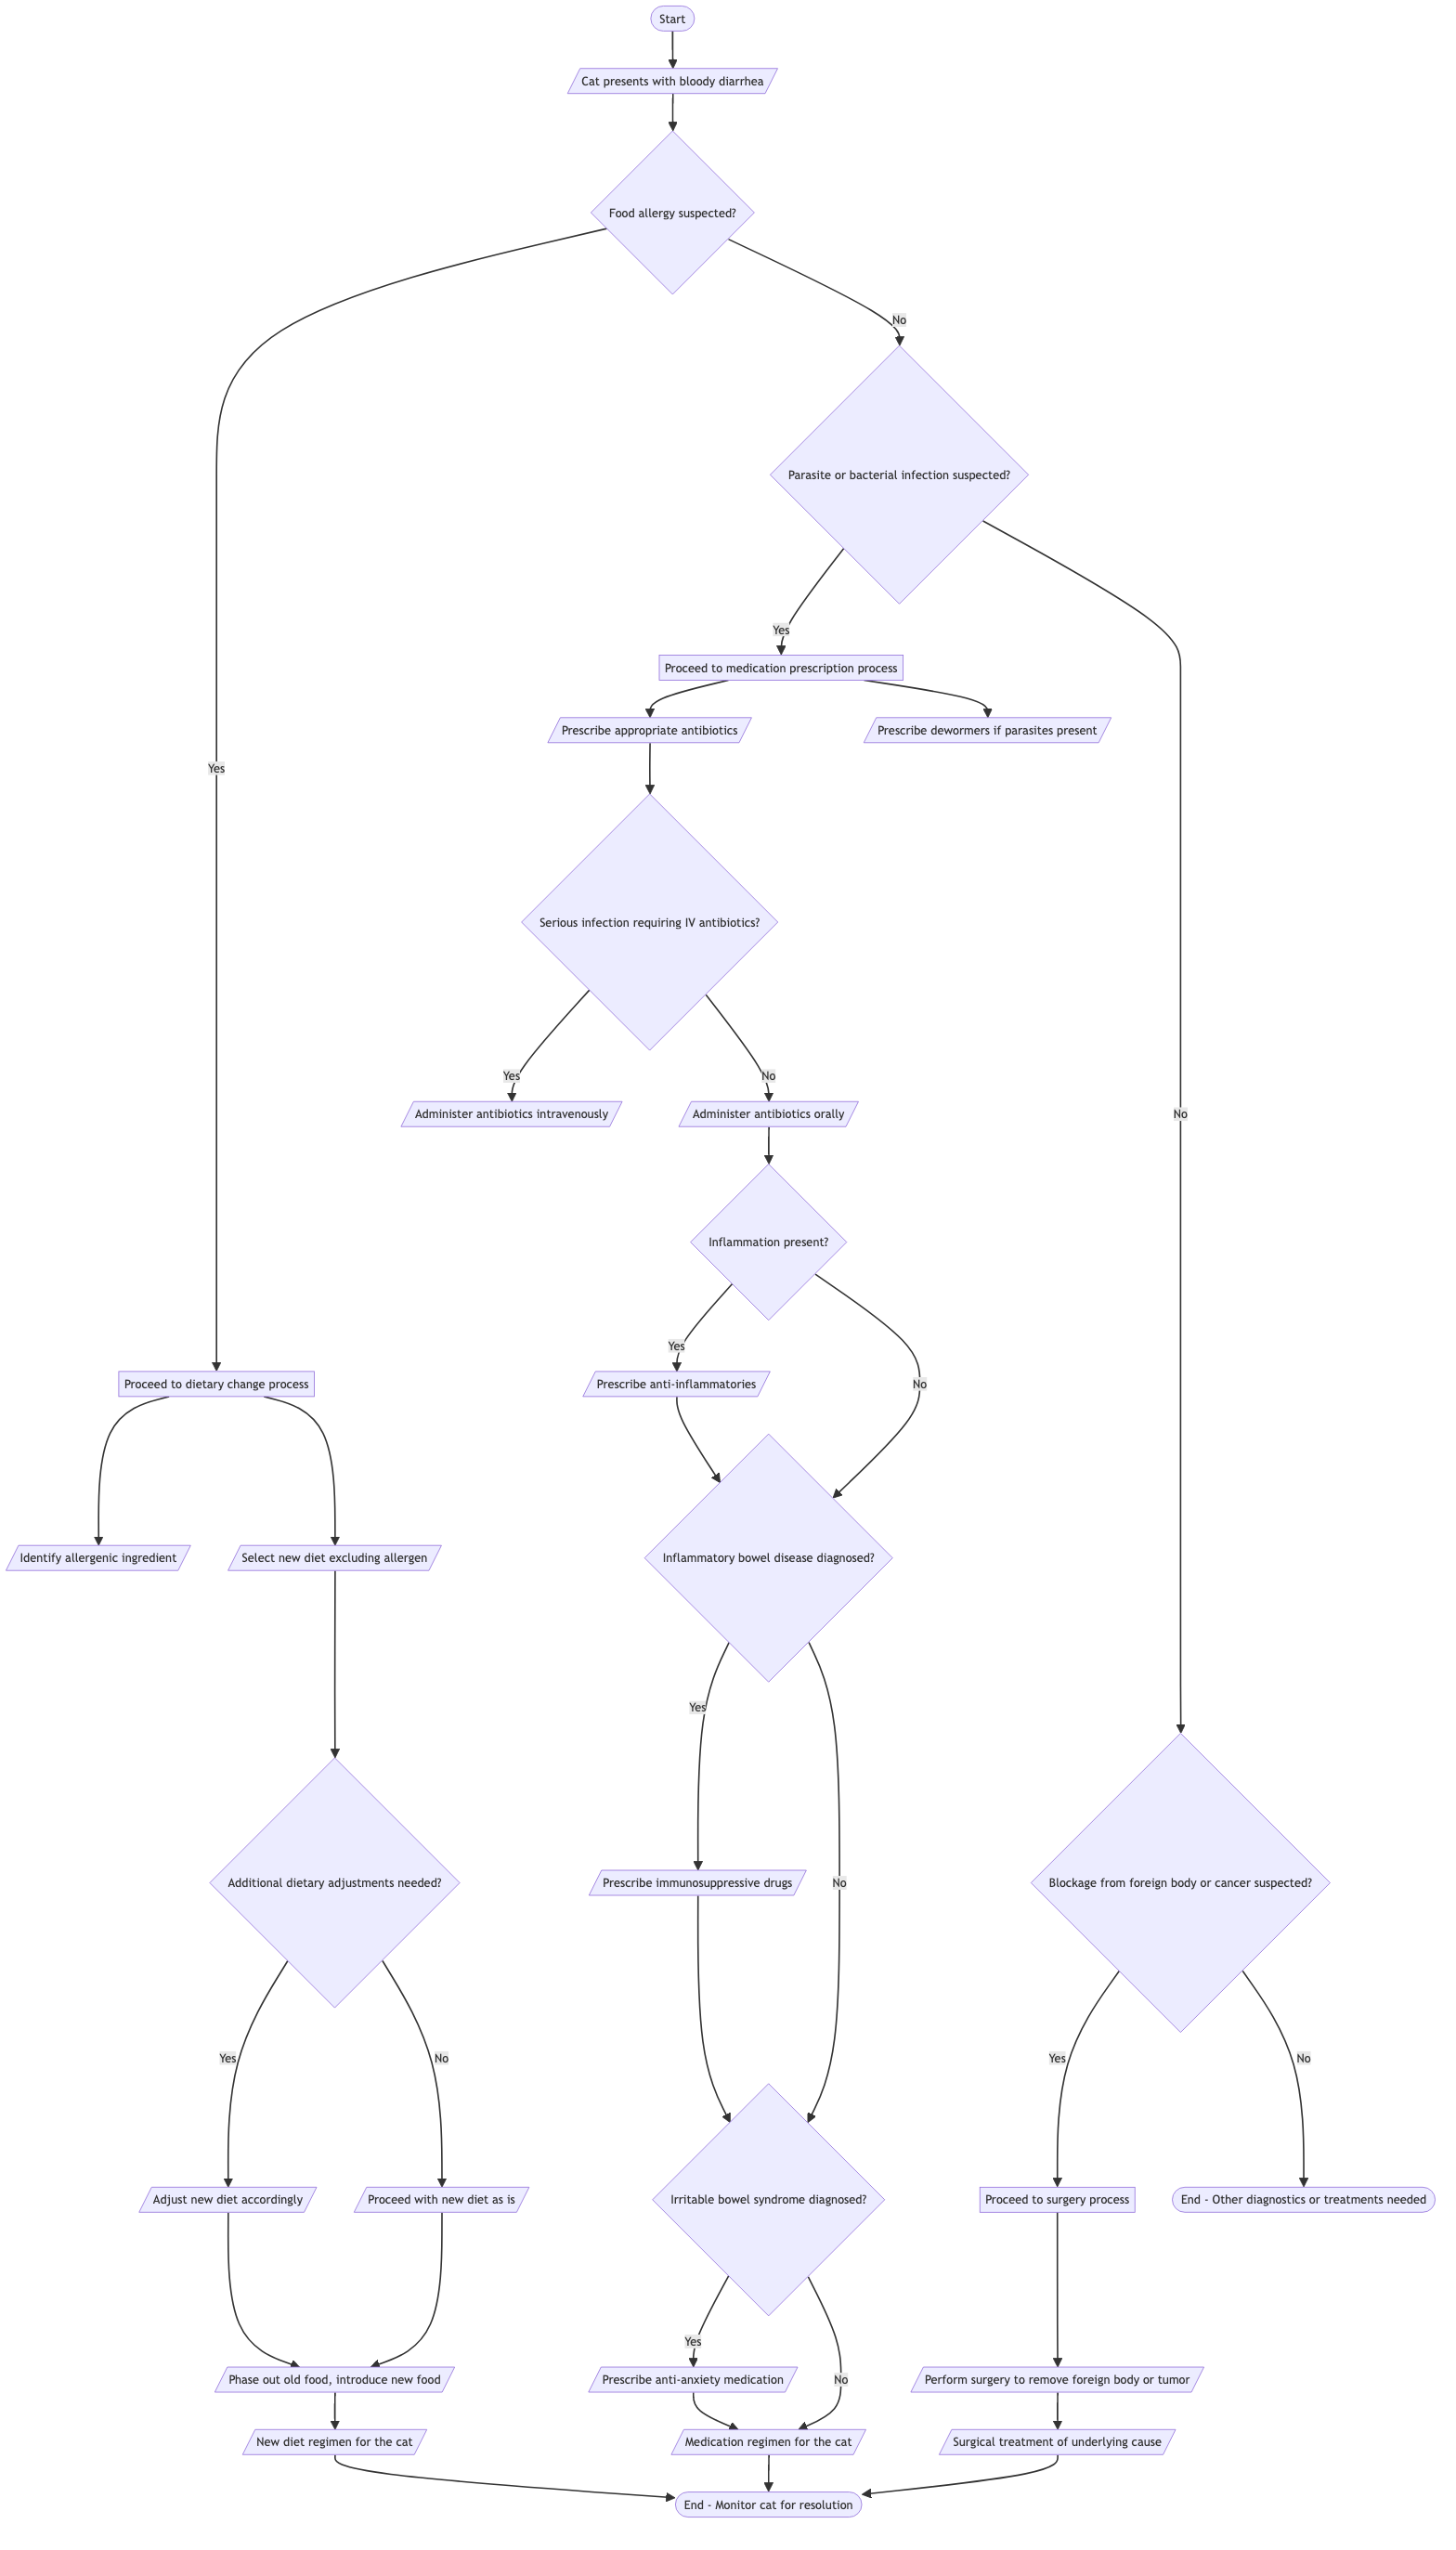 Start
Cat presents with bloody diarrhea
Food allergy suspected?
No
Parasite or bacterial infection suspected?
Yes
Proceed to medication prescription process
Prescribe appropriate antibiotics
Prescribe dewormers if parasites present
Yes
Serious infection requiring IV antibiotics?
Yes
No
Administer antibiotics intravenously
Administer antibiotics orally
No
Inflammation present?
Yes
Proceed to dietary change process
Prescribe anti-inflammatories
No
Identify allergenic ingredient
Select new diet excluding allergen
Inflammatory bowel disease diagnosed?
Yes
Additional dietary adjustments needed?
Prescribe immunosuppressive drugs
No
Blockage from foreign body or cancer suspected?
Yes
No
Yes
No
Adjust new diet accordingly
Proceed with new diet as is
Irritable bowel syndrome diagnosed?
Proceed to surgery process
End - Other diagnostics or treatments needed
Yes
Phase out old food, introduce new food
Prescribe anti-anxiety medication
No
Perform surgery to remove foreign body or tumor
New diet regimen for the cat
Medication regimen for the cat
Surgical treatment of underlying cause
End - Monitor cat for resolution